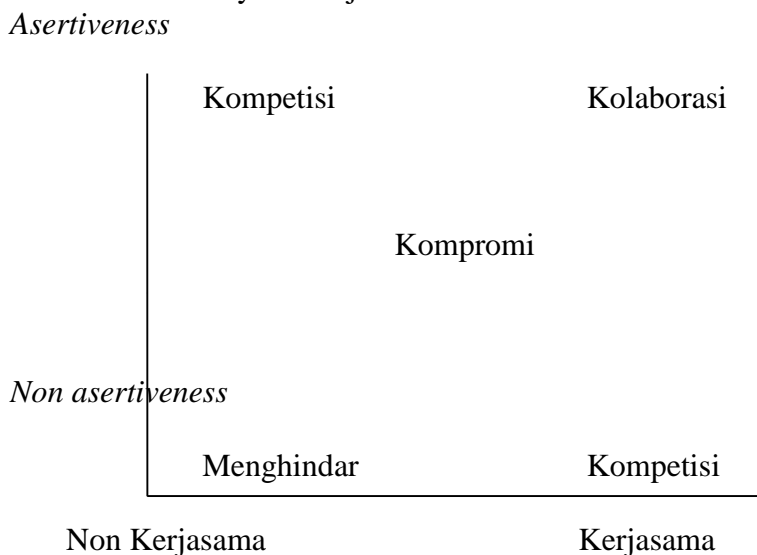 Asertiveness
Kompetisi Kolaborasi
Kompromi
Non asertiveness
Menghindar Kompetisi
Non Kerjasama Kerjasama